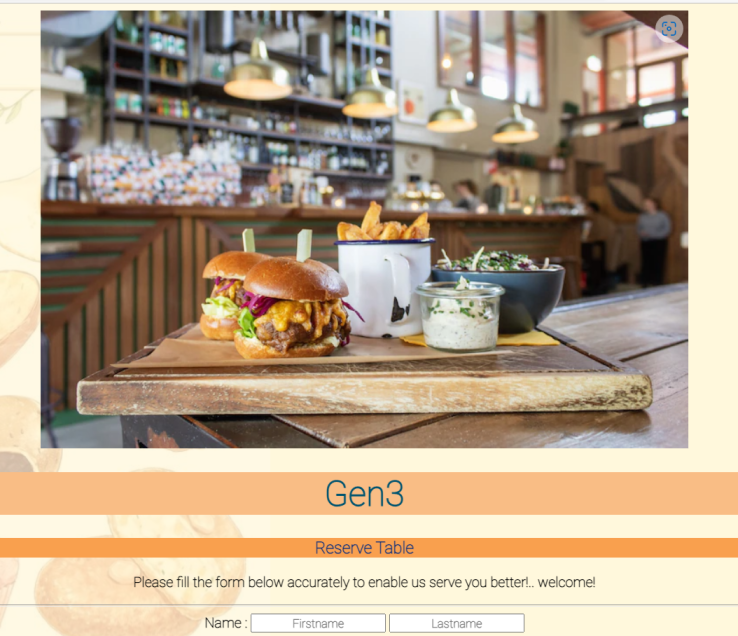 Gen3
Reserve Table
Please fill the form below accurately to enable us serve you better!.. welcome!
Name : Firstname Lastname